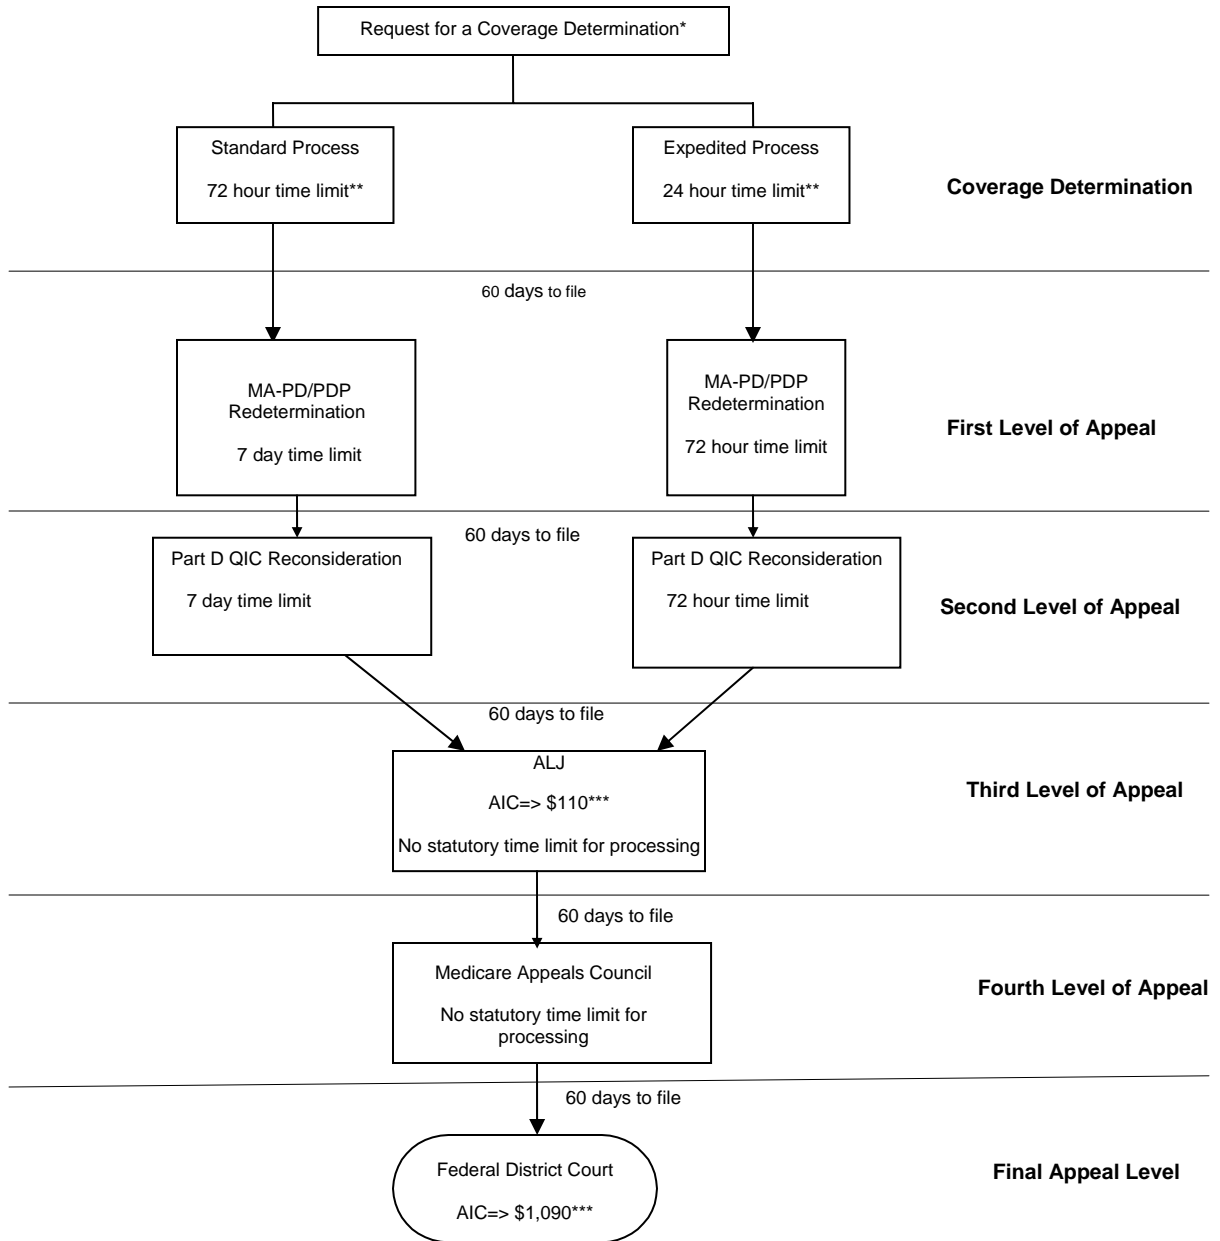 Request for a Coverage Determination*
Standard Process
72 hour time limit**
Expedited Process
24 hour time limit**
Coverage Determination
60 days to file
MA-PD/PDP
Redetermination
7 day time limit
MA-PD/PDP
Redetermination
72 hour time limit
First Level of Appeal
60 days to file
Part D QIC Reconsideration
7 day time limit
Part D QIC Reconsideration
72 hour time limit
Second Level of Appeal
60 days to file
ALJ
AIC=> $110***
No statutory time limit for processing
Third Level of Appeal
60 days to file
Medicare Appeals Council
No statutory time limit for
processing
Fourth Level of Appeal
60 days to file
Federal District Court
AIC=> $1,090***
Final Appeal Level